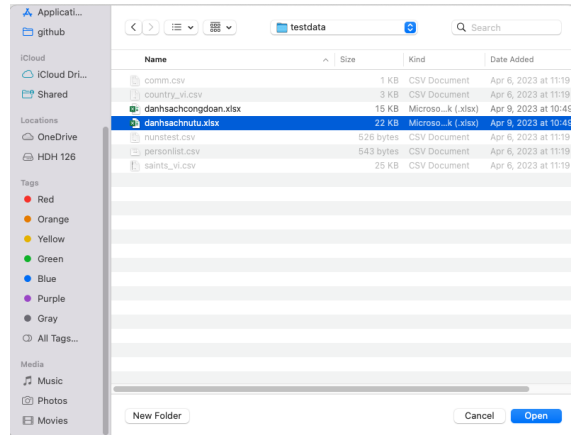 Applicati...
github
iCloud
iCloud Dri...
Shared
Locations
OneDrive
HDH 126
Tags
Red
Orange
Yellow
Green
Blue
Purple
Gray
All Tags...
Media
Music
Photos
Movies
testdata
Search
Name Size Kind Date Added
comm.csv 1 KB CSV Document Apr 6, 2023 at 11:19
country_vi.csv 3 KB CSV Document Apr 6, 2023 at 11:19
danhsachcongdoan.xlsx 15 KB Microso...k (.xlsx) Apr 9, 2023 at 10:49
danhsachnutu.xlsx 22 KB Microso...k (.xlsx) Apr 9, 2023 at 10:49
nunstest.csv 526 bytes CSV Document Apr 6, 2023 at 11:19
personlist.csv 543 bytes CSV Document Apr 6, 2023 at 11:19
saints_vi.csv 25 KB CSV Document Apr 6, 2023 at 11:19
New Folder Cancel Open